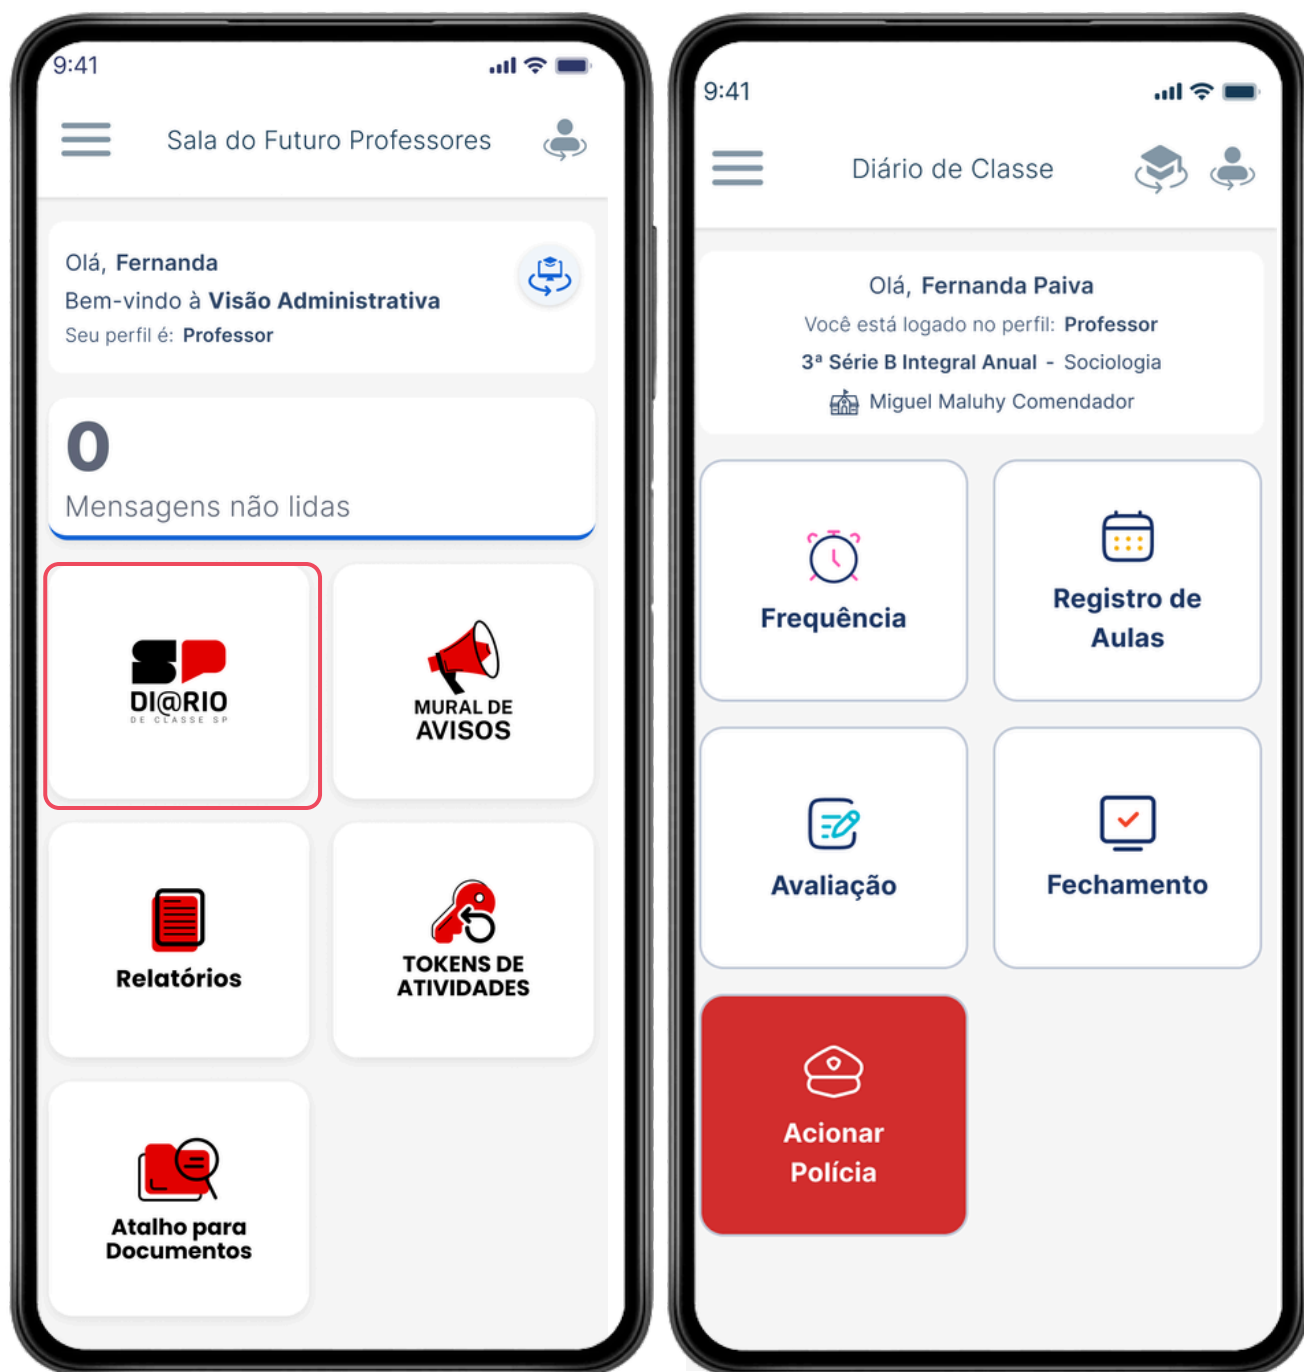 9:41
Sala do Futuro Professores
Olá, Fernanda
Bem-vindo à Visão Administrativa
Seu perfil é: Professor
0
Mensagens não lidas
SP
DI@RIO
DE CLASSE SP
MURAL DE
AVISOS
Relatórios
TOKENS DE
ATIVIDADES
Atalho para
Documentos
9:41
Diário de Classe
Olá, Fernanda Paiva
Você está logado no perfil: Professor
3ª Série B Integral Anual - Sociologia
Miguel Maluhy Comendador
Frequência
Registro de
Aulas
Avaliação
Fechamento
Acionar
Polícia